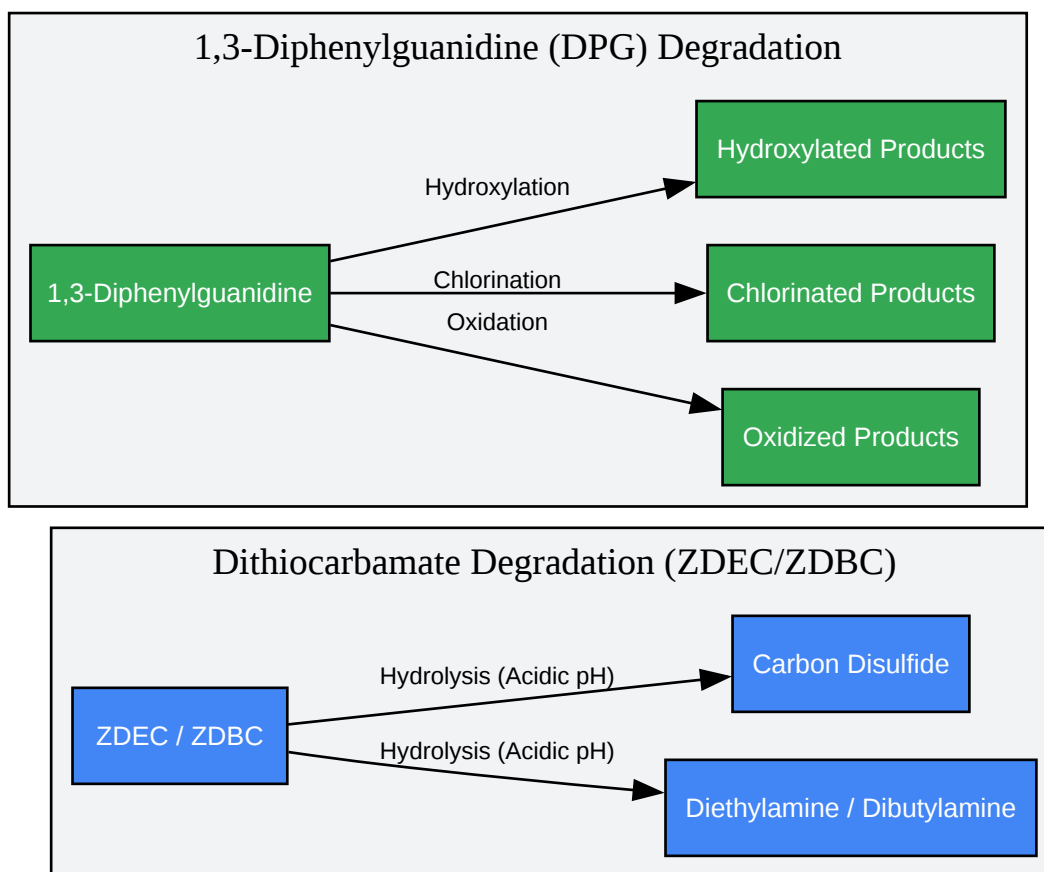 1,3-Diphenylguanidine (DPG) Degradation
Hydroxylated Products
Hydroxylation
1,3-Diphenylguanidine
Chlorination
Chlorinated Products
Oxidation
Oxidized Products
Dithiocarbamate Degradation (ZDEC/ZDBC)
Carbon Disulfide
Hydrolysis (Acidic pH)
ZDEC / ZDBC
Hydrolysis (Acidic pH)
Diethylamine / Dibutylamine